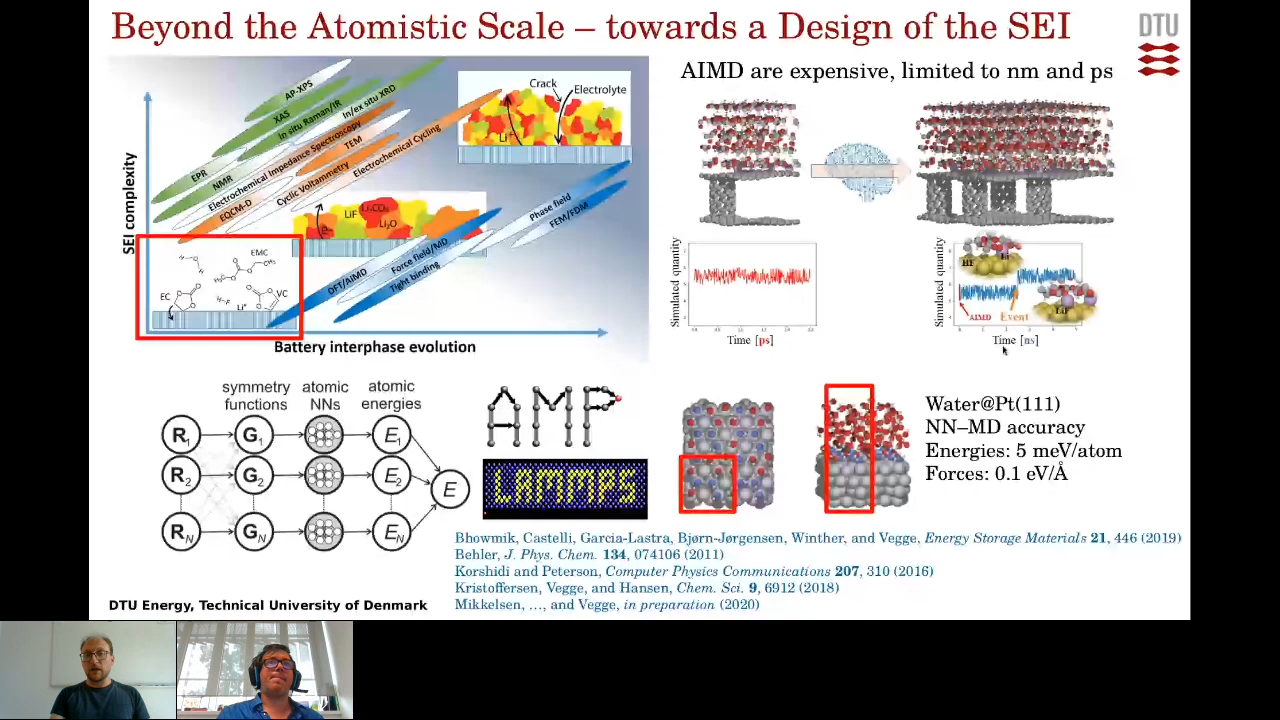 Beyond the Atomistic Scale – towards a Design of the SEI
DTU
AP-XPS
XAS
In situ Raman/IR
In/ex situ XRD
EPR
NMR
Electrochemical Impedance Spectroscopy
TEM
EQCM-D
Cyclic Voltammetry
Electrochemical Cycling
Crack
Electrolyte
Li⁺
SEI complexity
LiF
Li₂CO₃
Li₂O
e⁻
Phase field
FEM/FDM
Force field/MD
DFT/AIMD
Tight binding
EMC
EC
VC
H–F
Li⁺
Battery interphase evolution
AIMD are expensive, limited to nm and ps
Simulated quantity
Time [ps]
Simulated quantity
HF
LiF
AIMD
Event
Time [ns]
symmetry functions
atomic NNs
atomic energies
R₁ G₁ E₁
R₂ G₂ E₂
E
R_N G_N E_N
AMP
LAMMPS
Water@Pt(111)
NN–MD accuracy
Energies: 5 meV/atom
Forces: 0.1 eV/Å
Bhowmik, Castelli, Garcia-Lastra, Bjørn-Jørgensen, Winther, and Vegge, Energy Storage Materials 21, 446 (2019)
Behler, J. Phys. Chem. 134, 074106 (2011)
Korshidi and Peterson, Computer Physics Communications 207, 310 (2016)
Kristoffersen, Vegge, and Hansen, Chem. Sci. 9, 6912 (2018)
Mikkelsen, …, and Vegge, in preparation (2020)
DTU Energy, Technical University of Denmark